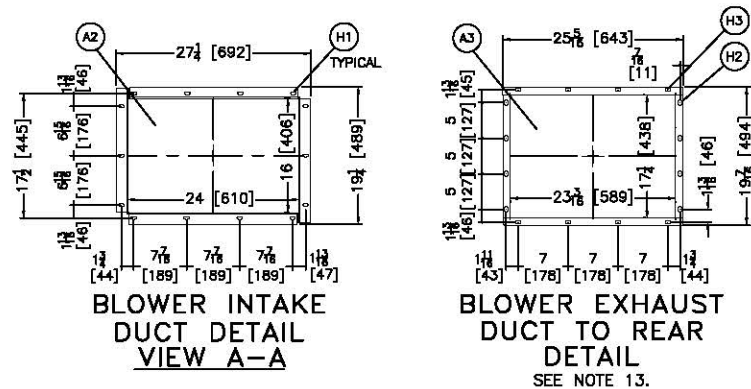 A2
27 1/4 [692]
H1
TYPICAL
1 13/16 [46]
17 1/2 [445]
6 15/16 [176]
6 15/16 [176]
1 13/16 [46]
[406]
16
24 [610]
19 1/4 [489]
1 3/4 [44]
7 7/16 [189]
7 7/16 [189]
7 7/16 [189]
1 13/16 [47]
BLOWER INTAKE
DUCT DETAIL
VIEW A-A
A3
25 5/16 [643]
H3
H2
7/16 [11]
[45]
5 [127]
5 [127]
5 [127]
1 13/16 [46]
[438]
23 3/16 [589]
1 13/16 [46]
19 7/16 [494]
1 11/16 [43]
7 [178]
7 [178]
7 [178]
1 3/4 [44]
BLOWER EXHAUST
DUCT TO REAR
DETAIL
SEE NOTE 13.